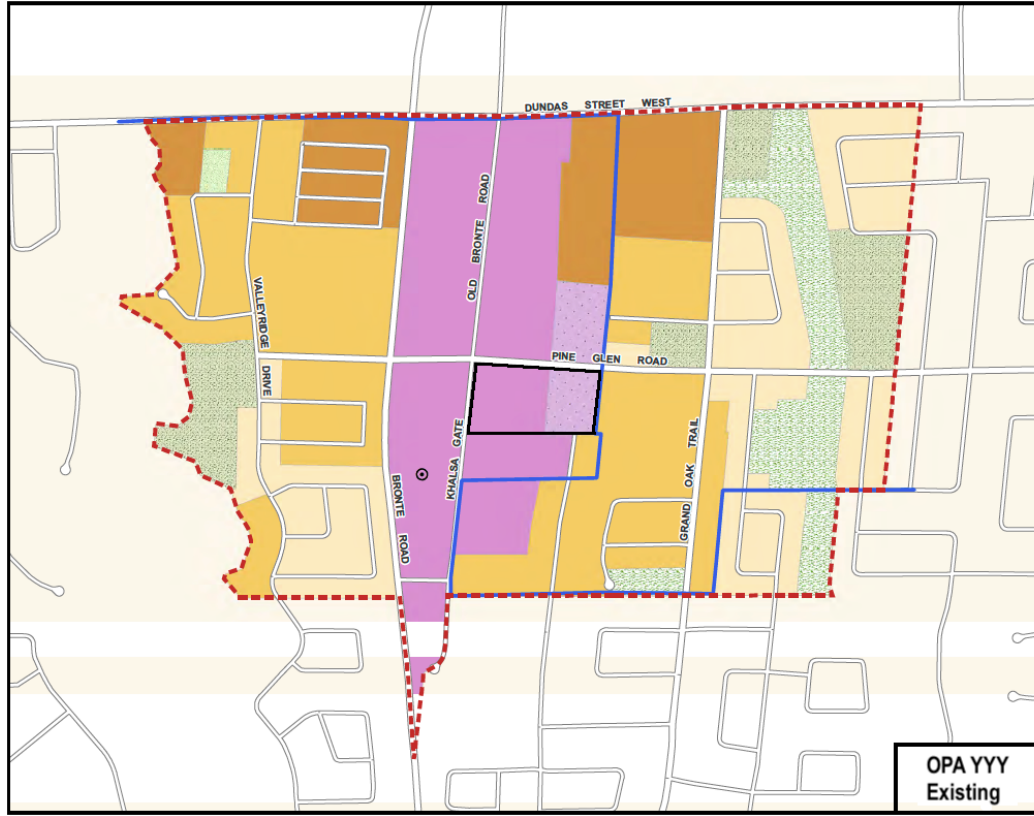 DUNDAS STREET WEST
OLD BRONTE ROAD
VALLEYRIDGE DRIVE
PINE GLEN ROAD
KHALSA GATE
BRONTE ROAD
GRAND OAK TRAIL
OPA YYY
Existing